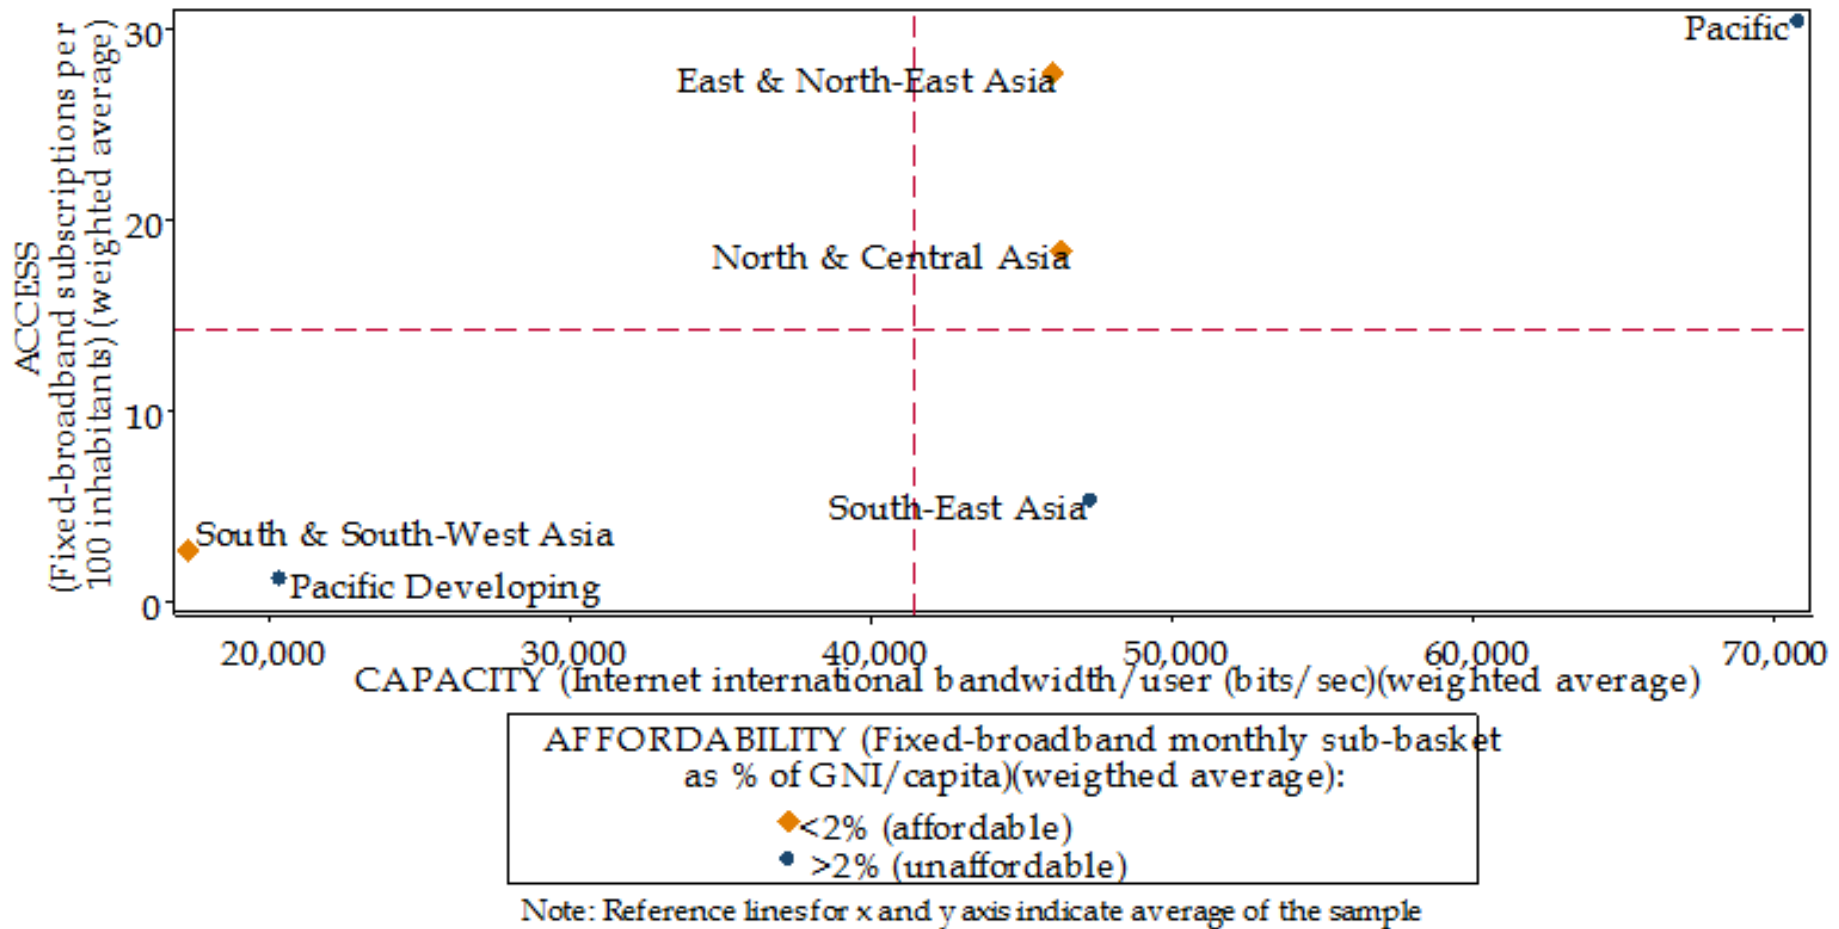 ACCESS
(Fixed-broadband subscriptions per
100 inhabitants) (weighted average)
30
20
10
0
Pacific
East & North-East Asia
North & Central Asia
South-East Asia
South & South-West Asia
Pacific Developing
20,000 30,000 40,000 50,000 60,000 70,000
CAPACITY (Internet international bandwidth/user (bits/sec)(weighted average)
AFFORDABILITY (Fixed-broadband monthly sub-basket
as % of GNI/capita)(weigthed average):
<2% (affordable)
>2% (unaffordable)
Note: Reference lines for x and y axis indicate average of the sample